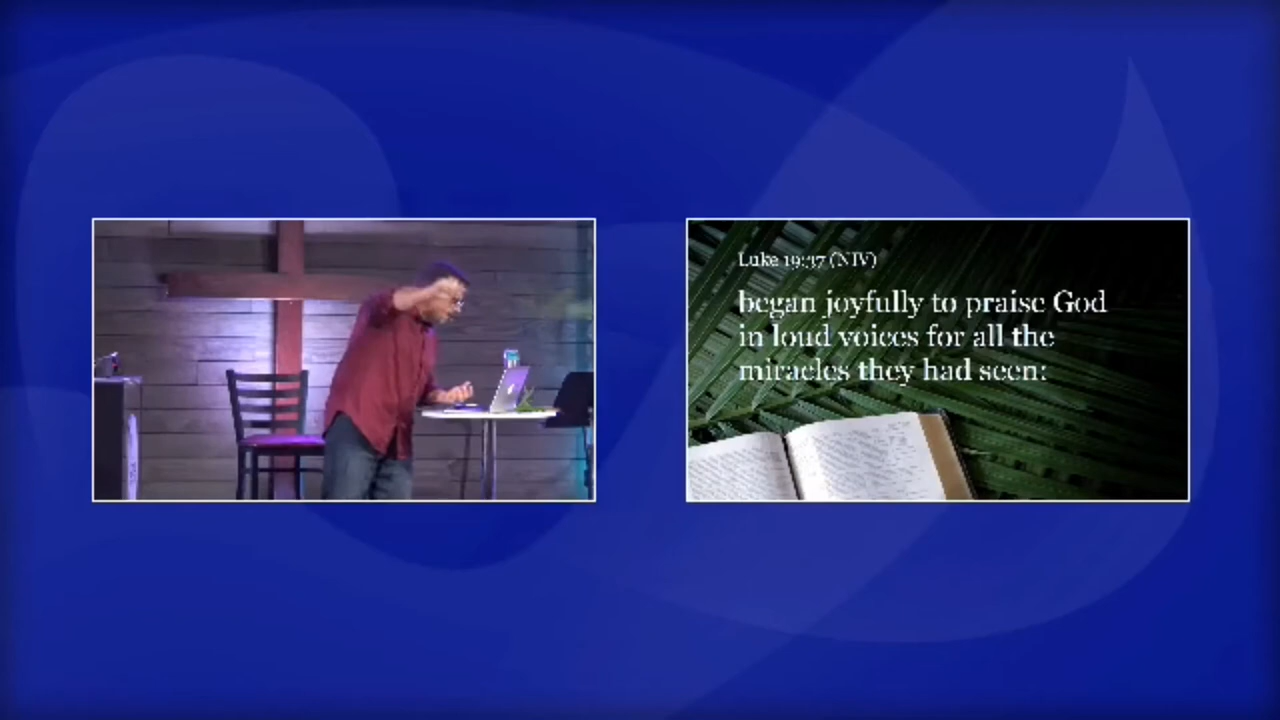 Luke 19:37 (NIV)
began joyfully to praise God
in loud voices for all the
miracles they had seen: